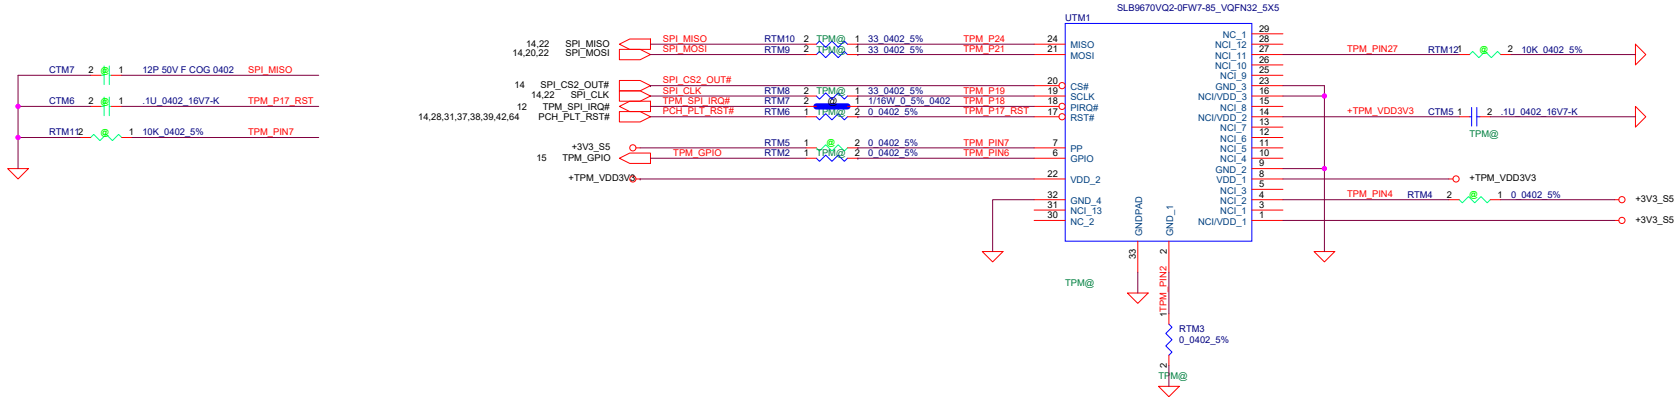 SLB9670VQ2-0FW7-85_VQFN32_5X5
UTM1
14,22 SPI_MISO SPI_MISO RTM10 2 TPM@ 1 33_0402_5% TPM_P24 24 MISO
14,20,22 SPI_MOSI SPI_MOSI RTM9 2 TPM@ 1 33_0402_5% TPM_P21 21 MOSI
14 SPI_CS2_OUT# SPI_CS2_OUT# 20 CS#
14,22 SPI_CLK SPI_CLK RTM8 2 TPM@ 1 33_0402_5% TPM_P19 19 SCLK
12 TPM_SPI_IRQ# TPM_SPI_IRQ# RTM7 2 @ 1 1/16W_0_5%_0402 TPM_P18 18 PIRQ#
14,28,31,37,38,39,42,64 PCH_PLT_RST# PCH_PLT_RST# RTM6 1 TPM@ 2 0_0402_5% TPM_P17_RST 17 RST#
+3V3_S5 RTM5 1 @ 2 0_0402_5% TPM_PIN7 7 PP
15 TPM_GPIO TPM_GPIO RTM2 1 TPM@ 2 0_0402_5% TPM_PIN6 6 GPIO
+TPM_VDD3V3 22 VDD_2
32 GND_4
31 NCI_13
30 NC_2
NC_1 29
NCI_12 28
NCI_11 27 TPM_PIN27 RTM12 1 @ 2 10K_0402_5%
NCI_10 26
NCI_9 25
GND_3 23
NCI/VDD_3 16
NCI_8 15
NCI/VDD_2 14 +TPM_VDD3V3 CTM5 1 2 .1U_0402_16V7-K
TPM@
NCI_7 13
NCI_6 12
NCI_5 11
NCI_4 10
GND_2 9
VDD_1 8 +TPM_VDD3V3
NCI_3 5
NCI_2 4 TPM_PIN4 RTM4 2 @ 1 0_0402_5% +3V3_S5
NCI_1 3
NCI/VDD_1 1 +3V3_S5
GNDPAD 33
GND_1 2
TPM_PIN2
TPM@
1 RTM3
0_0402_5%
2
TPM@
CTM7 2 @ 1 12P 50V F COG 0402 SPI_MISO
CTM6 2 @ 1 .1U_0402_16V7-K TPM_P17_RST
RTM11 2 @ 1 10K_0402_5% TPM_PIN7